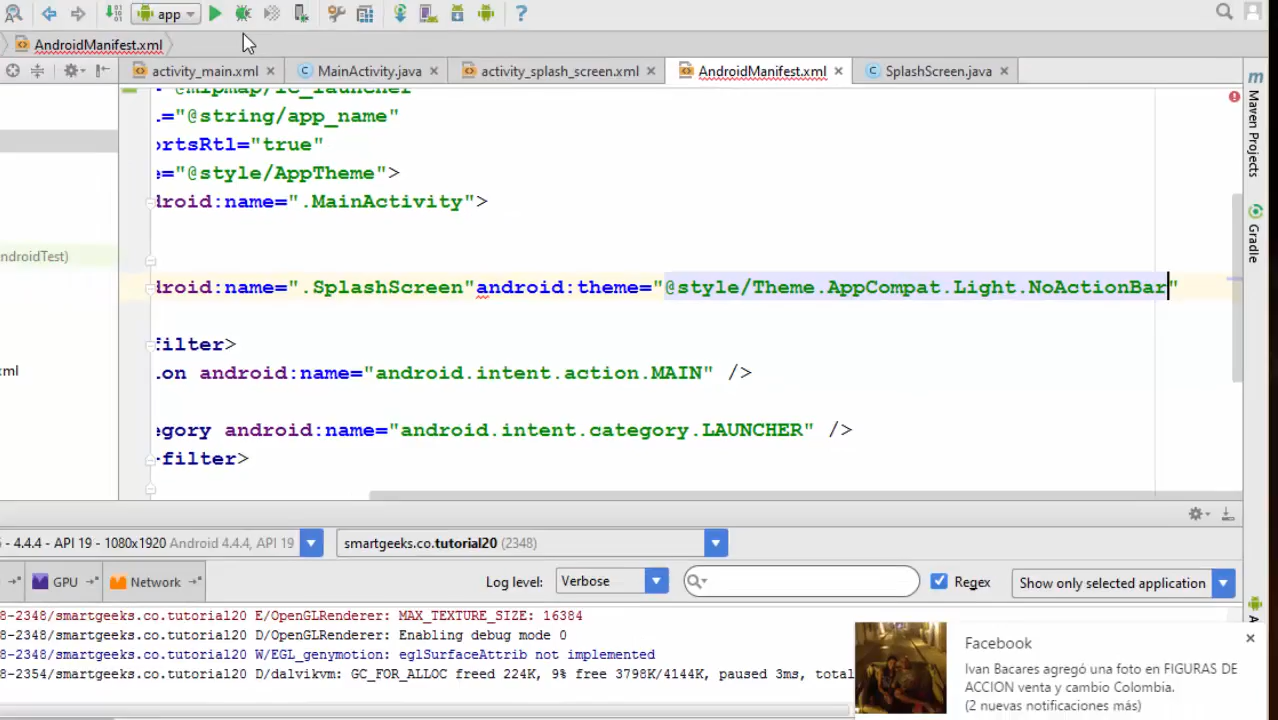 app
AndroidManifest.xml
activity_main.xml
MainActivity.java
activity_splash_screen.xml
AndroidManifest.xml
SplashScreen.java
="@string/app_name"
ortsRtl="true"
e="@style/AppTheme">
droid:name=".MainActivity">
droid:name=".SplashScreen"android:theme="@style/Theme.AppCompat.Light.NoActionBar"
filter>
ion android:name="android.intent.action.MAIN" />
egory android:name="android.intent.category.LAUNCHER" />
-filter>
ndroidTest)
xml
Maven Projects
Gradle
- 4.4.4 - API 19 - 1080x1920 Android 4.4.4, API 19
smartgeeks.co.tutorial20 (2348)
GPU
Network
Log level:
Verbose
Regex
Show only selected application
8-2348/smartgeeks.co.tutorial20 E/OpenGLRenderer: MAX_TEXTURE_SIZE: 16384
8-2348/smartgeeks.co.tutorial20 D/OpenGLRenderer: Enabling debug mode 0
8-2348/smartgeeks.co.tutorial20 W/EGL_genymotion: eglSurfaceAttrib not implemented
8-2354/smartgeeks.co.tutorial20 D/dalvikvm: GC_FOR_ALLOC freed 224K, 9% free 3798K/4144K, paused 3ms, total
Facebook
Ivan Bacares agregó una foto en FIGURAS DE
ACCION venta y cambio Colombia.
(2 nuevas notificaciones más)